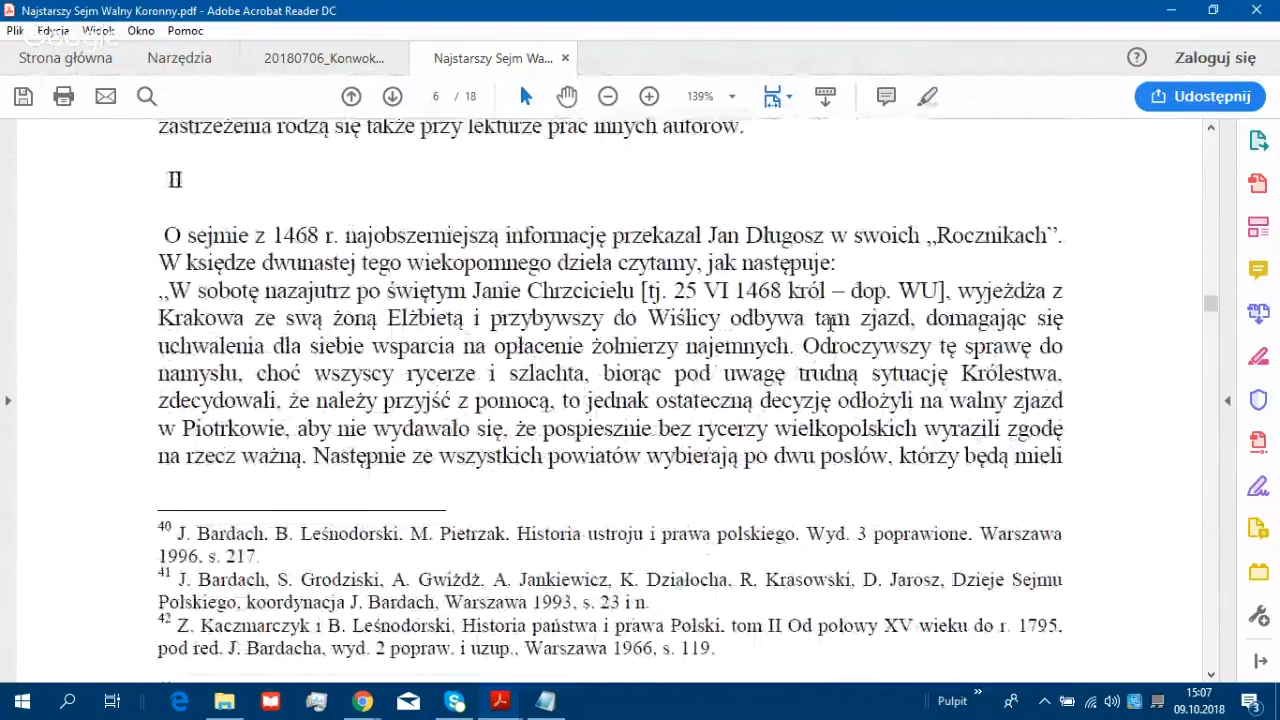 Najstarszy Sejm Walny Koronny.pdf - Adobe Acrobat Reader DC
Plik Edycja Widok Okno Pomoc
Google
Strona główna Narzędzia 20180706_Konwok... Najstarszy Sejm Wa... Zaloguj się
6 / 18 139% Udostępnij
zastrzeżenia rodzą się także przy lekturze prac innych autorów.
II
O sejmie z 1468 r. najobszerniejszą informację przekazał Jan Długosz w swoich „Rocznikach”.
W księdze dwunastej tego wiekopomnego dzieła czytamy, jak następuje:
„W sobotę nazajutrz po świętym Janie Chrzcicielu [tj. 25 VI 1468 król – dop. WU], wyjeżdża z
Krakowa ze swą żoną Elżbietą i przybywszy do Wiślicy odbywa tam zjazd, domagając się
uchwalenia dla siebie wsparcia na opłacenie żołnierzy najemnych. Odroczywszy tę sprawę do
namysłu, choć wszyscy rycerze i szlachta, biorąc pod uwagę trudną sytuację Królestwa,
zdecydowali, że należy przyjść z pomocą, to jednak ostateczną decyzję odłożyli na walny zjazd
w Piotrkowie, aby nie wydawało się, że pospiesznie bez rycerzy wielkopolskich wyrazili zgodę
na rzecz ważną. Następnie ze wszystkich powiatów wybierają po dwu posłów, którzy będą mieli
40 J. Bardach, B. Leśnodorski, M. Pietrzak, Historia ustroju i prawa polskiego, Wyd. 3 poprawione, Warszawa
1996, s. 217.
41 J. Bardach, S. Grodziski, A. Gwiżdż, A. Jankiewicz, K. Działocha, R. Krasowski, D. Jarosz, Dzieje Sejmu
Polskiego, koordynacja J. Bardach, Warszawa 1993, s. 23 i n.
42 Z. Kaczmarczyk i B. Leśnodorski, Historia państwa i prawa Polski, tom II Od połowy XV wieku do r. 1795,
pod red. J. Bardacha, wyd. 2 popraw. i uzup., Warszawa 1966, s. 119.
Pulpit 15:07
09.10.2018 3